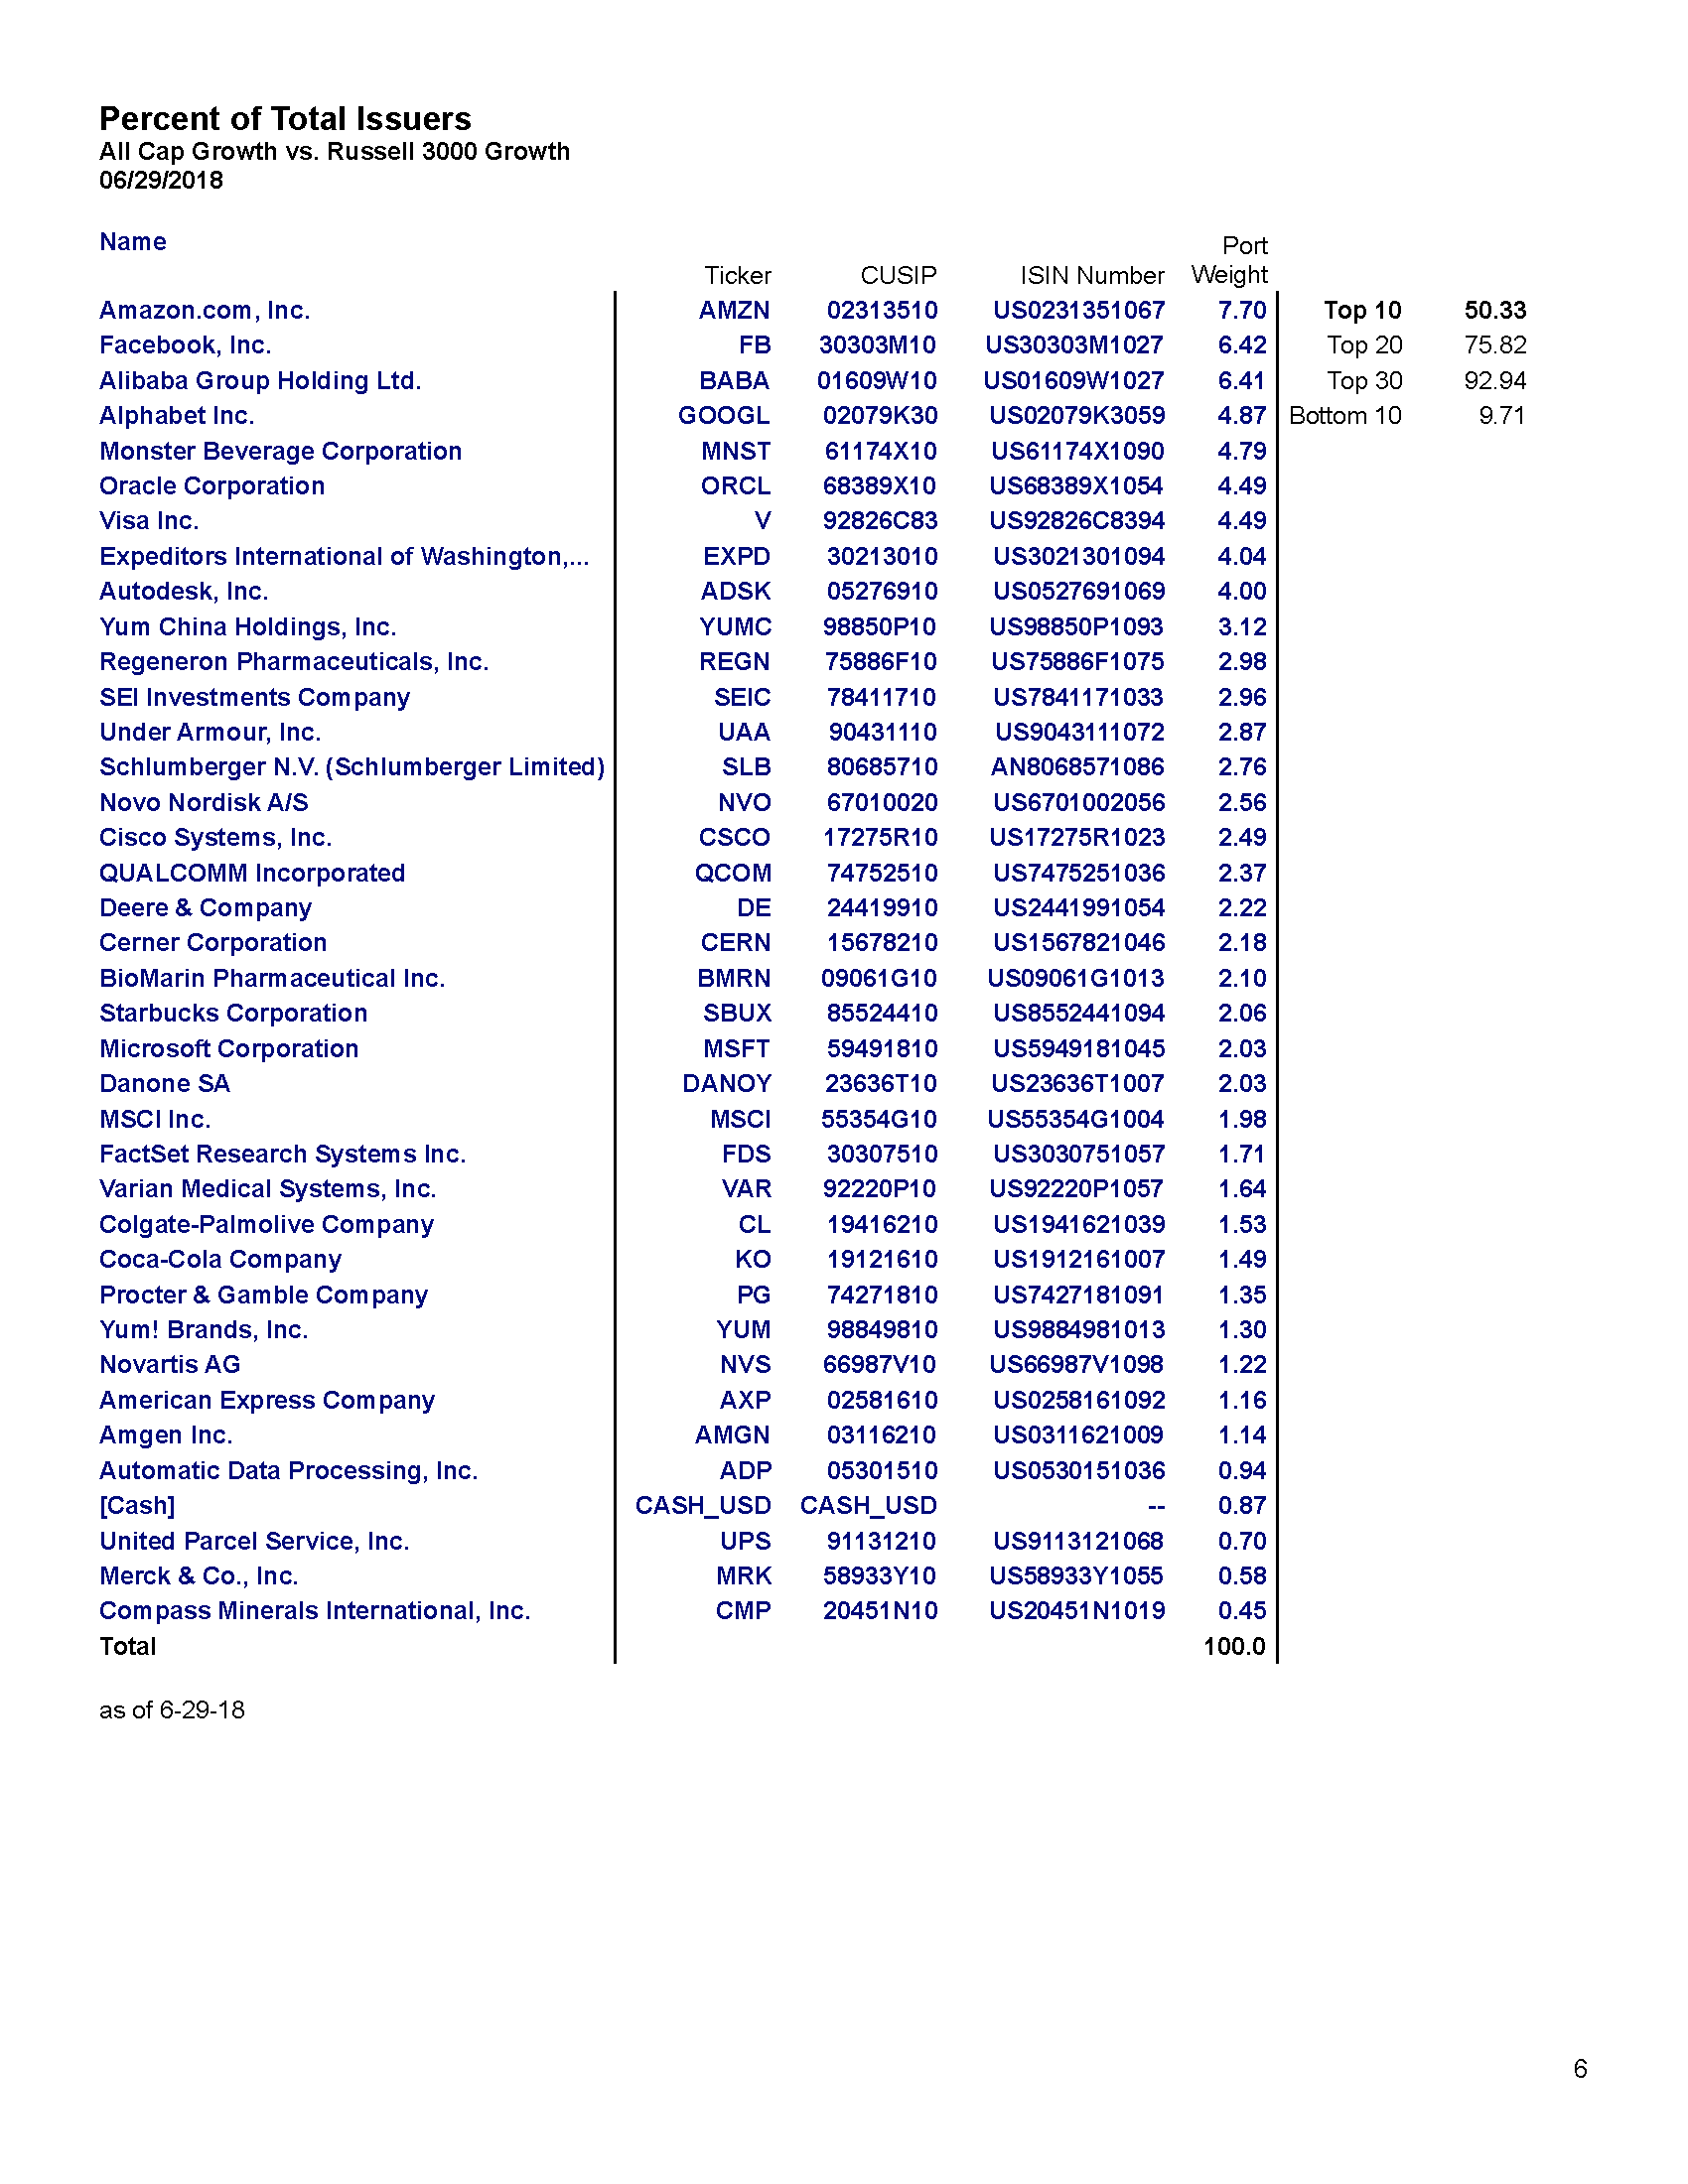 Percent of Total Issuers
All Cap Growth vs. Russell 3000 Growth
06/29/2018
Name Port
Ticker CUSIP ISIN Number Weight
Amazon.com, Inc. AMZN 02313510 US0231351067 7.70 Top 10 50.33
Facebook, Inc. FB 30303M10 US30303M1027 6.42 Top 20 75.82
Alibaba Group Holding Ltd. BABA 01609W10 US01609W1027 6.41 Top 30 92.94
Alphabet Inc. GOOGL 02079K30 US02079K3059 4.87 Bottom 10 9.71
Monster Beverage Corporation MNST 61174X10 US61174X1090 4.79
Oracle Corporation ORCL 68389X10 US68389X1054 4.49
Visa Inc. V 92826C83 US92826C8394 4.49
Expeditors International of Washington,... EXPD 30213010 US3021301094 4.04
Autodesk, Inc. ADSK 05276910 US0527691069 4.00
Yum China Holdings, Inc. YUMC 98850P10 US98850P1093 3.12
Regeneron Pharmaceuticals, Inc. REGN 75886F10 US75886F1075 2.98
SEI Investments Company SEIC 78411710 US7841171033 2.96
Under Armour, Inc. UAA 90431110 US9043111072 2.87
Schlumberger N.V. (Schlumberger Limited) SLB 80685710 AN8068571086 2.76
Novo Nordisk A/S NVO 67010020 US6701002056 2.56
Cisco Systems, Inc. CSCO 17275R10 US17275R1023 2.49
QUALCOMM Incorporated QCOM 74752510 US7475251036 2.37
Deere & Company DE 24419910 US2441991054 2.22
Cerner Corporation CERN 15678210 US1567821046 2.18
BioMarin Pharmaceutical Inc. BMRN 09061G10 US09061G1013 2.10
Starbucks Corporation SBUX 85524410 US8552441094 2.06
Microsoft Corporation MSFT 59491810 US5949181045 2.03
Danone SA DANOY 23636T10 US23636T1007 2.03
MSCI Inc. MSCI 55354G10 US55354G1004 1.98
FactSet Research Systems Inc. FDS 30307510 US3030751057 1.71
Varian Medical Systems, Inc. VAR 92220P10 US92220P1057 1.64
Colgate-Palmolive Company CL 19416210 US1941621039 1.53
Coca-Cola Company KO 19121610 US1912161007 1.49
Procter & Gamble Company PG 74271810 US7427181091 1.35
Yum! Brands, Inc. YUM 98849810 US9884981013 1.30
Novartis AG NVS 66987V10 US66987V1098 1.22
American Express Company AXP 02581610 US0258161092 1.16
Amgen Inc. AMGN 03116210 US0311621009 1.14
Automatic Data Processing, Inc. ADP 05301510 US0530151036 0.94
[Cash] CASH_USD CASH_USD -- 0.87
United Parcel Service, Inc. UPS 91131210 US9113121068 0.70
Merck & Co., Inc. MRK 58933Y10 US58933Y1055 0.58
Compass Minerals International, Inc. CMP 20451N10 US20451N1019 0.45
Total 100.0
as of 6-29-18
6